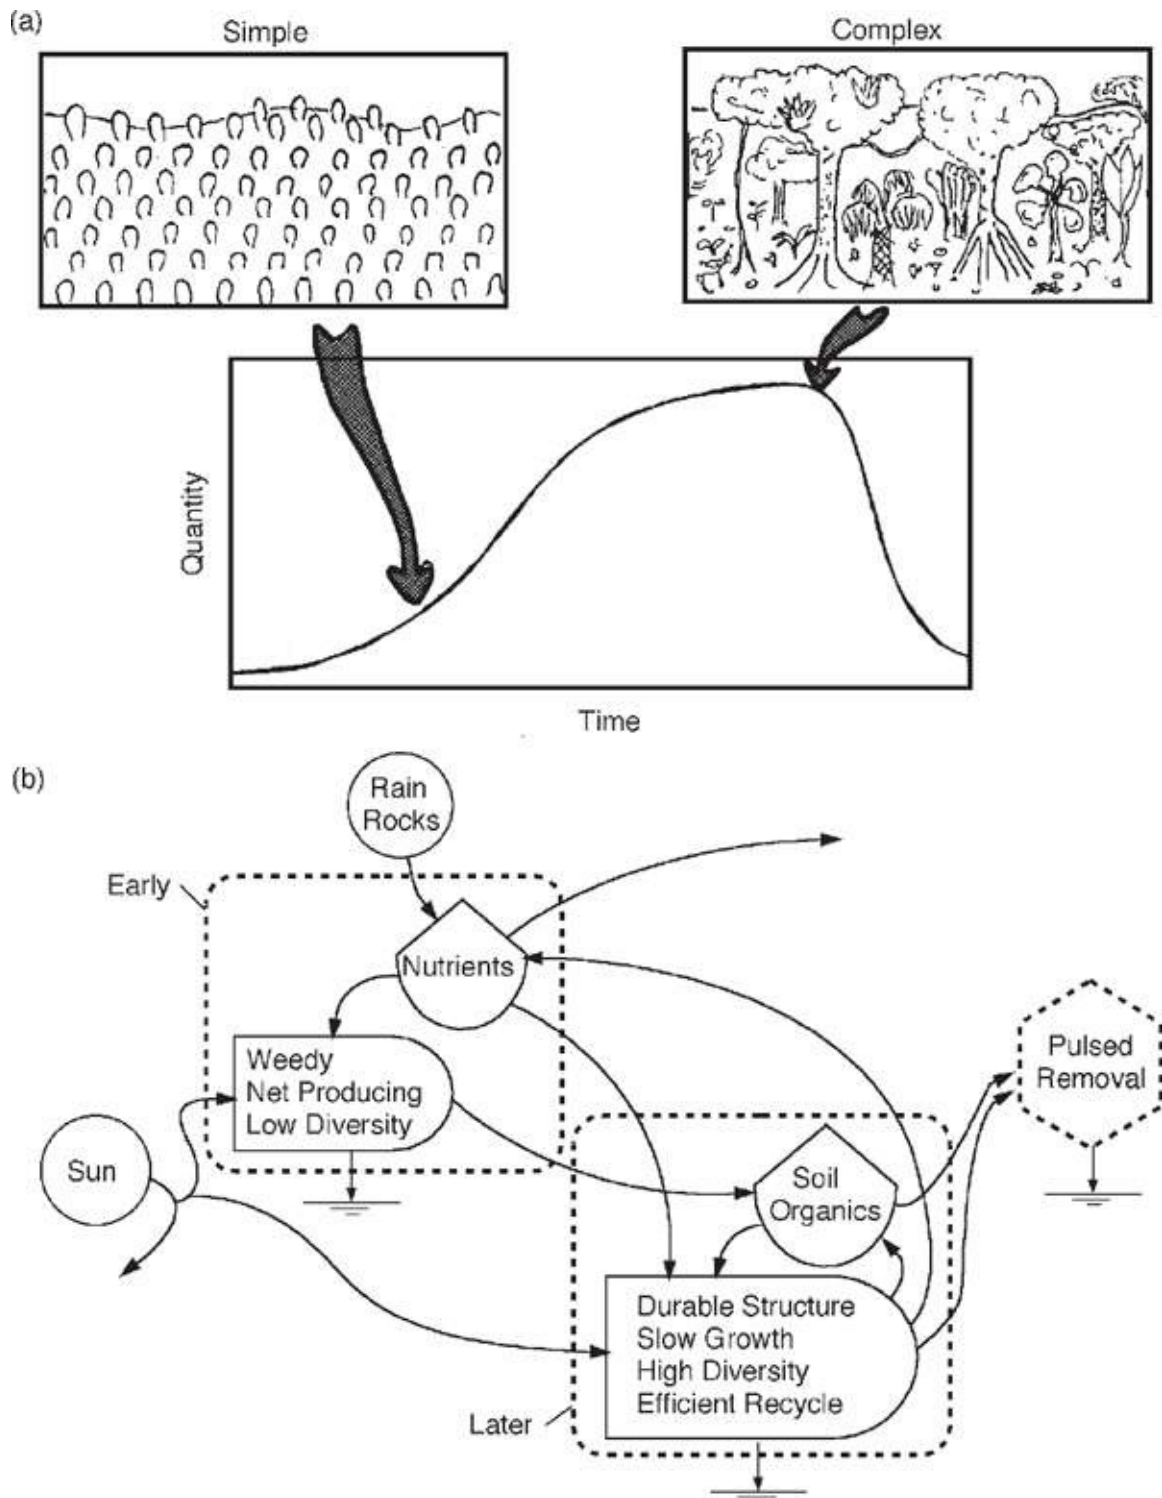 (a)
Simple
Complex
Quantity
Time
(b)
Rain
Rocks
Early
Nutrients
Weedy
Net Producing
Low Diversity
Sun
Pulsed
Removal
Soil
Organics
Durable Structure
Slow Growth
High Diversity
Efficient Recycle
Later